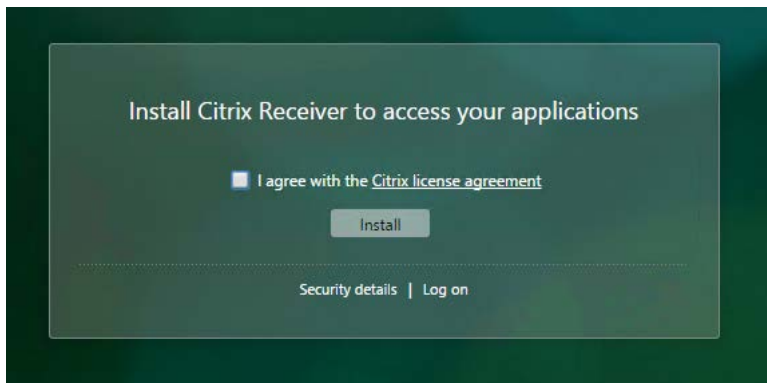 Install Citrix Receiver to access your applications
I agree with the Citrix license agreement
Install
Security details | Log on